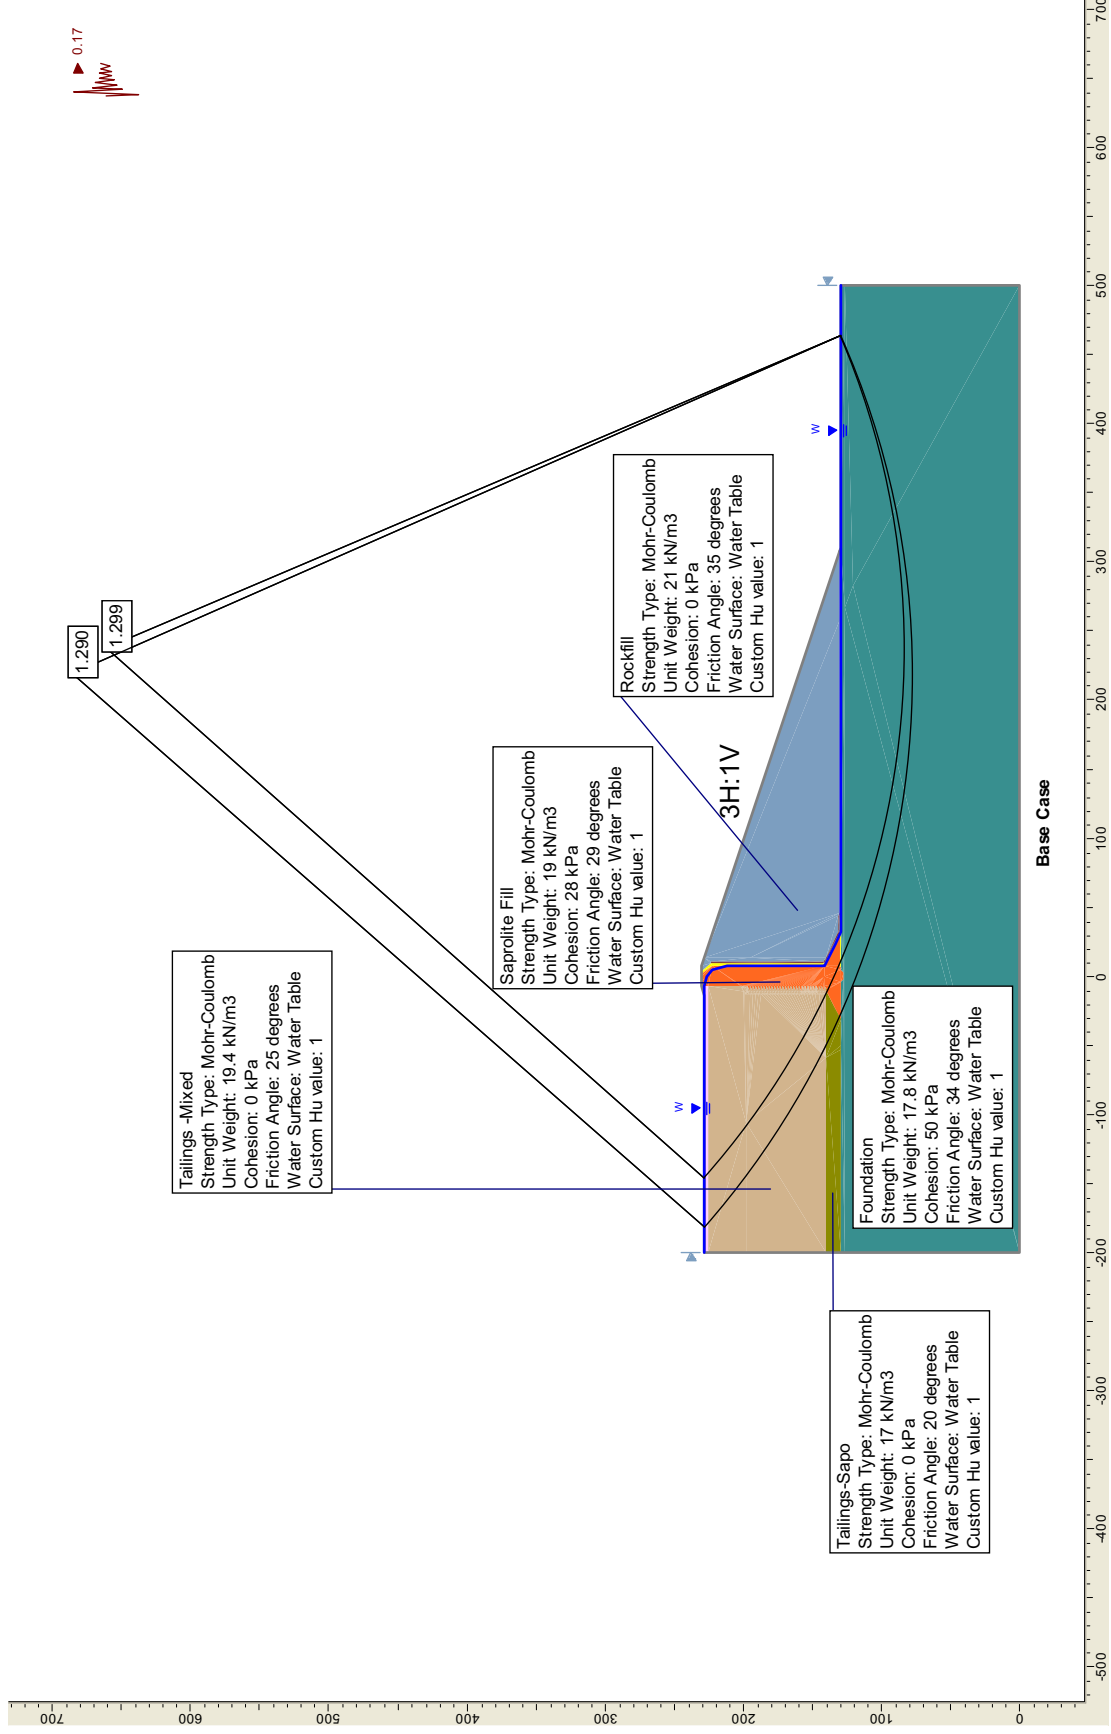 0.17
1.290
1.299
Tailings -Mixed
Strength Type: Mohr-Coulomb
Unit Weight: 19.4 kN/m3
Cohesion: 0 kPa
Friction Angle: 25 degrees
Water Surface: Water Table
Custom Hu value: 1
Saprolite Fill
Strength Type: Mohr-Coulomb
Unit Weight: 19 kN/m3
Cohesion: 28 kPa
Friction Angle: 29 degrees
Water Surface: Water Table
Custom Hu value: 1
Rockfill
Strength Type: Mohr-Coulomb
Unit Weight: 21 kN/m3
Cohesion: 0 kPa
Friction Angle: 35 degrees
Water Surface: Water Table
Custom Hu value: 1
3H:1V
W
W
Tailings-Sapo
Strength Type: Mohr-Coulomb
Unit Weight: 17 kN/m3
Cohesion: 0 kPa
Friction Angle: 20 degrees
Water Surface: Water Table
Custom Hu value: 1
Foundation
Strength Type: Mohr-Coulomb
Unit Weight: 17.8 kN/m3
Cohesion: 50 kPa
Friction Angle: 34 degrees
Water Surface: Water Table
Custom Hu value: 1
Base Case
700
600
500
400
300
200
100
0
-500 -400 -300 -200 -100 0 100 200 300 400 500 600 700